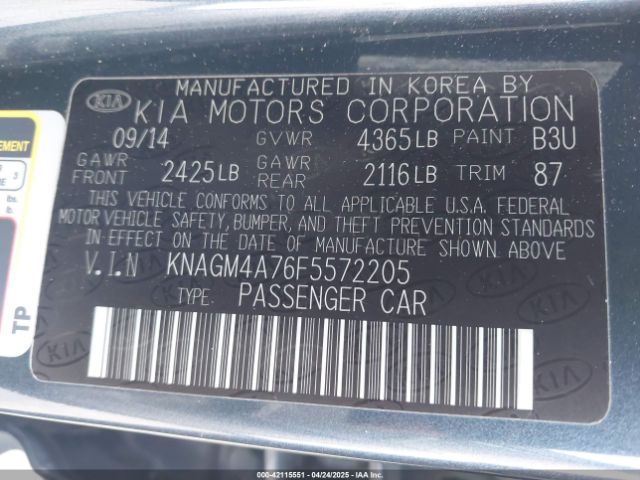 MANUFACTURED IN KOREA BY
KIA KIA MOTORS CORPORATION
09/14 GVWR 4365LB PAINT B3U
GAWR FRONT 2425LB GAWR REAR 2116LB TRIM 87
THIS VEHICLE CONFORMS TO ALL APPLICABLE U.S.A. FEDERAL
MOTOR VEHICLE SAFETY, BUMPER, AND THEFT PREVENTION STANDARDS
IN EFFECT ON THE DATE OF MANUFACTURE SHOWN ABOVE
V.I.N KNAGM4A76F5572205
TYPE: PASSENGER CAR
TP
000-42115551 - 04/24/2025 - IAAI.COM